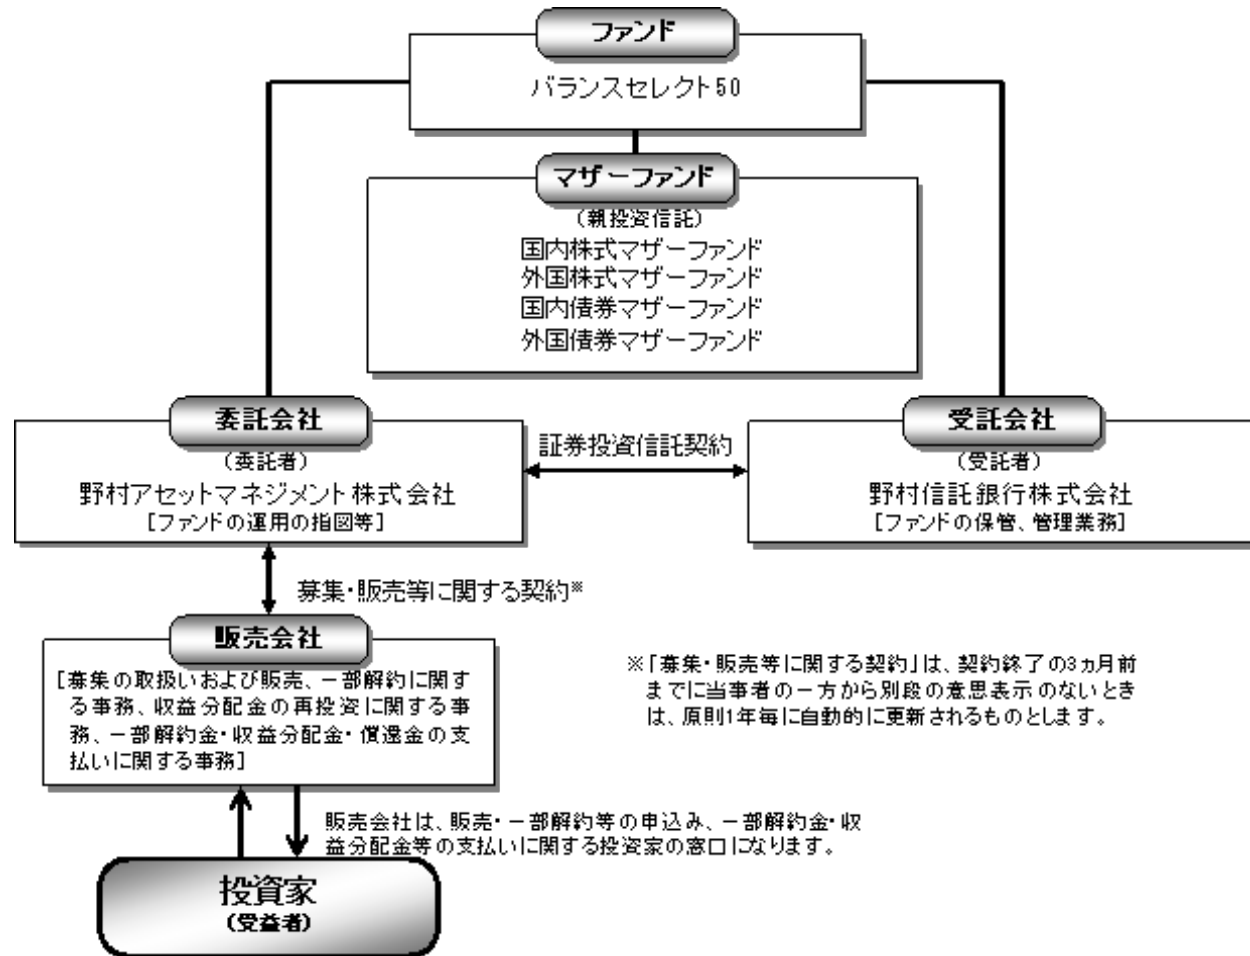 ファンド
バランスセレクト50
マザーファンド
（親投資信託）
国内株式マザーファンド
外国株式マザーファンド
国内債券マザーファンド
外国債券マザーファンド
委託会社
（委託者）
野村アセットマネジメント株式会社
［ファンドの運用の指図等］
証券投資信託契約
受託会社
（受託者）
野村信託銀行株式会社
［ファンドの保管、管理業務］
募集・販売等に関する契約※
販売会社
［募集の取扱いおよび販売、一部解約に関す
る事務、収益分配金の再投資に関する事
務、一部解約金・収益分配金・償還金の支
払いに関する事務］
※「募集・販売等に関する契約」は、契約終了の3ヵ月前
までに当事者の一方から別段の意思表示のないとき
は、原則1年毎に自動的に更新されるものとします。
販売会社は、販売・一部解約等の申込み、一部解約金・収
益分配金等の支払いに関する投資家の窓口になります。
投資家
（受益者）